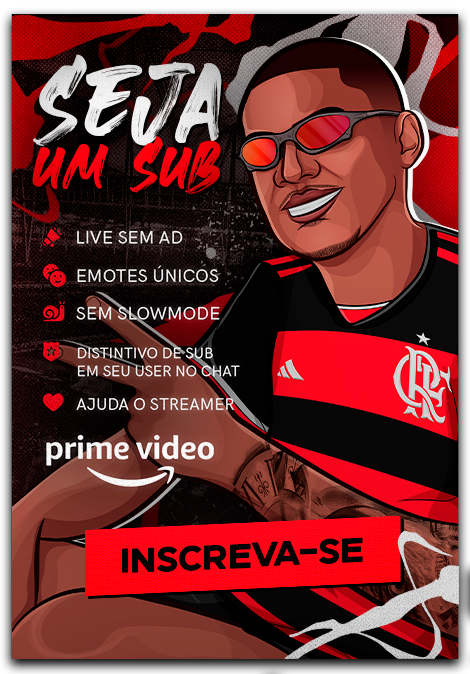 SEJA
UM SUB
LIVE SEM AD
EMOTES ÚNICOS
SEM SLOWMODE
DISTINTIVO DE SUB
EM SEU USER NO CHAT
AJUDA O STREAMER
prime video
INSCREVA-SE